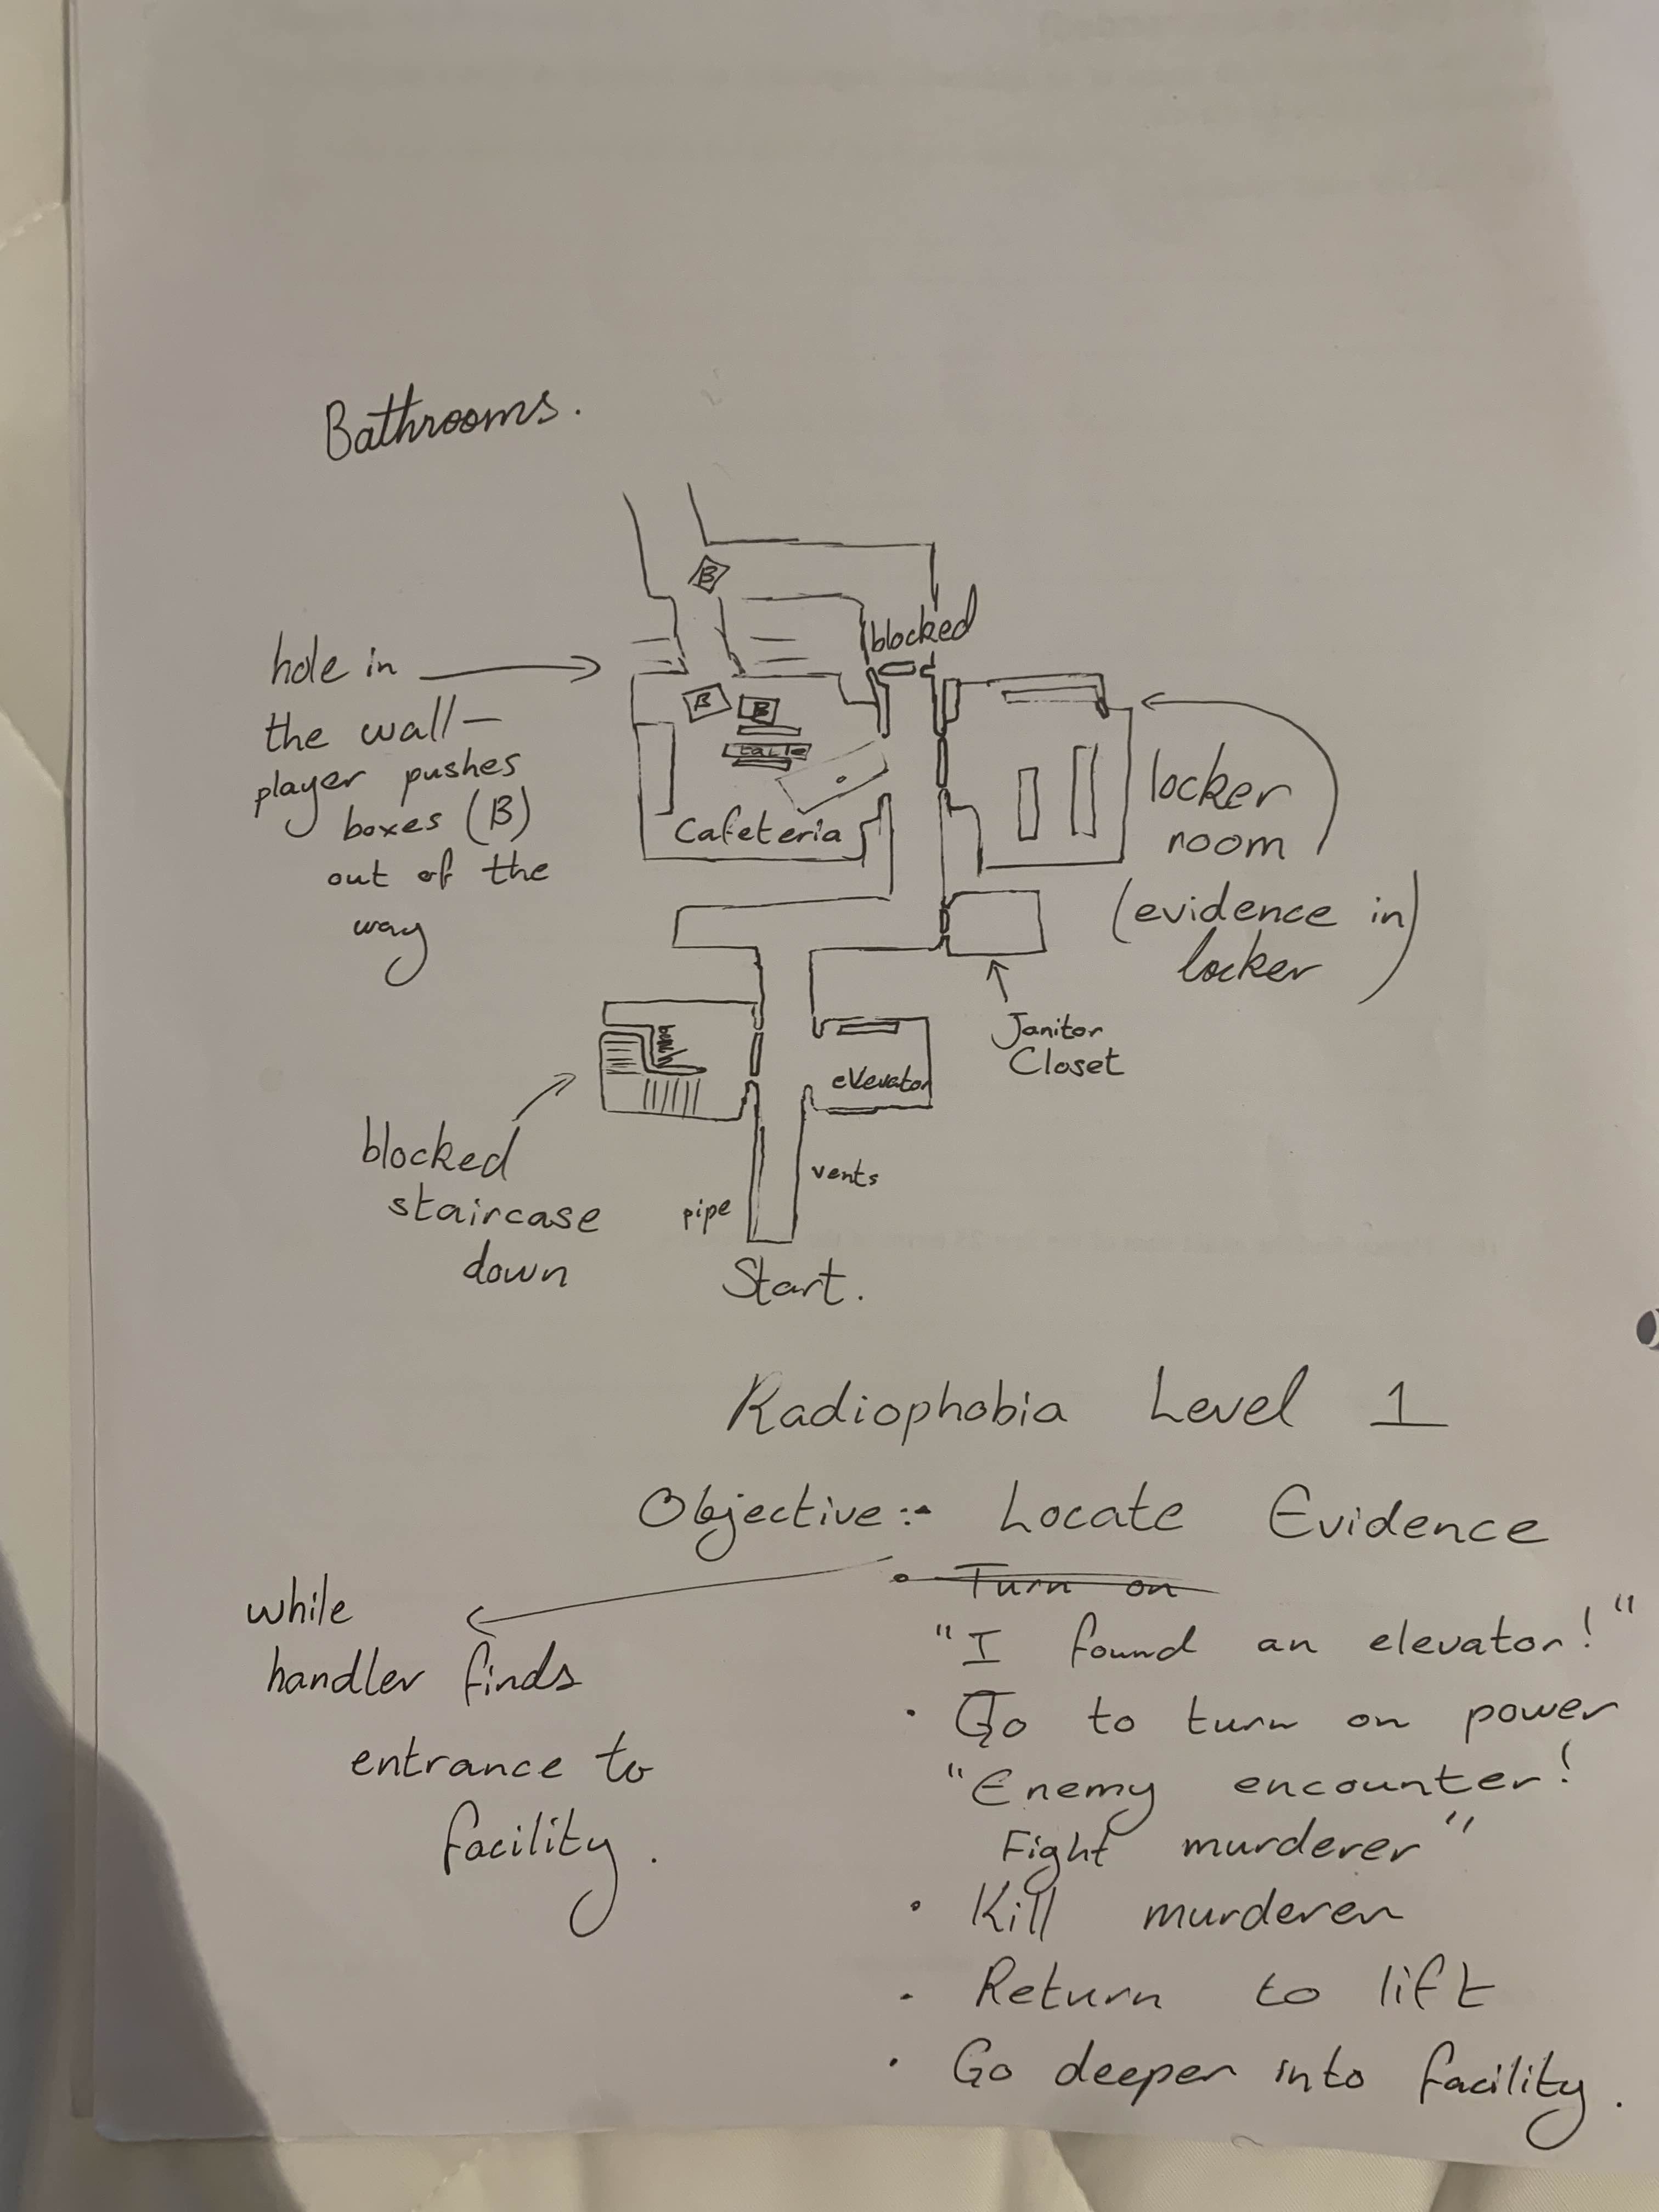 Bathrooms.
B
blocked
hole in
the wall—
player pushes
boxes (B)
out of the
way
B
B
table
Cafeteria
locker
room
(evidence in)
locker
Janitor
Closet
elevator
blocked
staircase
down
pipe
vents
Start.
Radiophobia Level 1
Objective:- Locate Evidence
• Turn on
"I found an elevator!"
while
handler finds
entrance to
facility.
• Go to turn on power
"Enemy encounter!
Fight murderer"
• Kill murderer
• Return to lift
• Go deeper into facility.